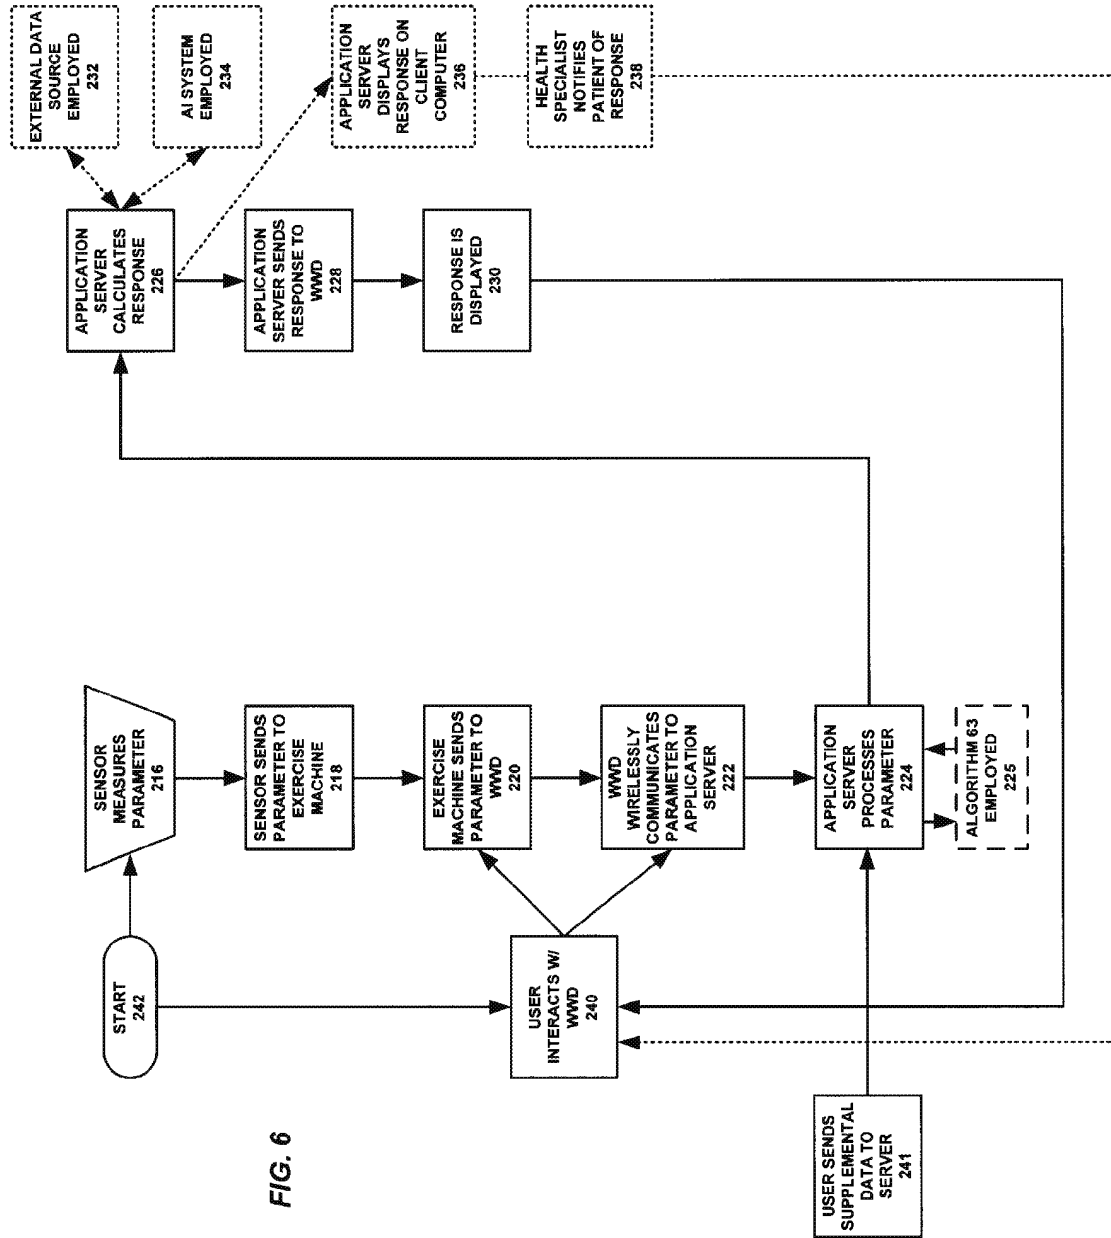 FIG. 6
START
242
USER
INTERACTS W/
WWD
240
USER SENDS
SUPPLEMENTAL
DATA TO
SERVER
241
SENSOR
MEASURES
PARAMETER
216
SENSOR SENDS
PARAMETER TO
EXERCISE
MACHINE
218
EXERCISE
MACHINE SENDS
PARAMETER TO
WWD
220
WWD
WIRELESSLY
COMMUNICATES
PARAMETER TO
APPLICATION
SERVER
222
APPLICATION
SERVER
PROCESSES
PARAMETER
224
ALGORITHM 63
EMPLOYED
225
APPLICATION
SERVER
CALCULATES
RESPONSE
226
APPLICATION
SERVER SENDS
RESPONSE TO
WWD
228
RESPONSE IS
DISPLAYED
230
EXTERNAL DATA
SOURCE
EMPLOYED
232
AI SYSTEM
EMPLOYED
234
APPLICATION
SERVER
DISPLAYS
RESPONSE ON
CLIENT
COMPUTER
236
HEALTH
SPECIALIST
NOTIFIES
PATIENT OF
RESPONSE
238